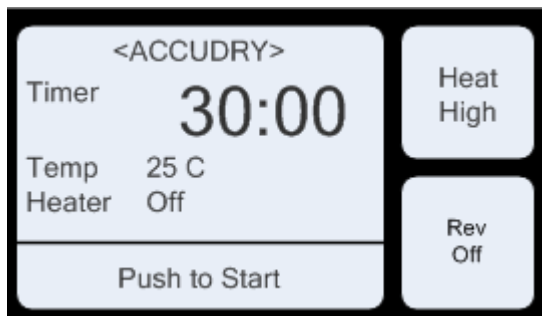 <ACCUDRY>
Timer 30:00
Temp 25 C
Heater Off
Push to Start
Heat
High
Rev
Off